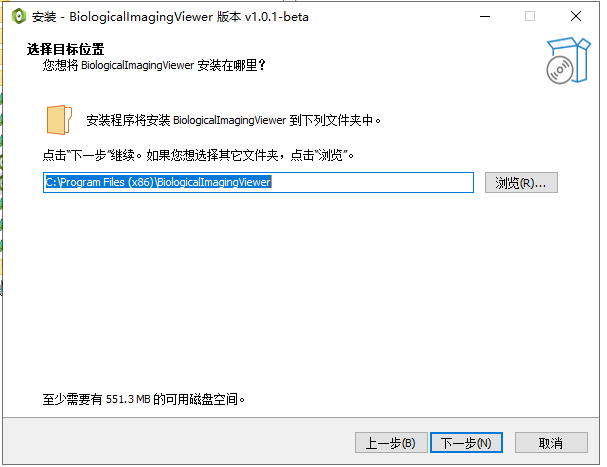 安装 - BiologicalImagingViewer 版本 v1.0.1-beta
选择目标位置
您想将 BiologicalImagingViewer 安装在哪里？
安装程序将安装 BiologicalImagingViewer 到下列文件夹中。
点击“下一步”继续。如果您想选择其它文件夹，点击“浏览”。
C:\Program Files (x86)\BiologicalImagingViewer
浏览(R)...
至少需要有 551.3 MB 的可用磁盘空间。
上一步(B) 下一步(N) 取消